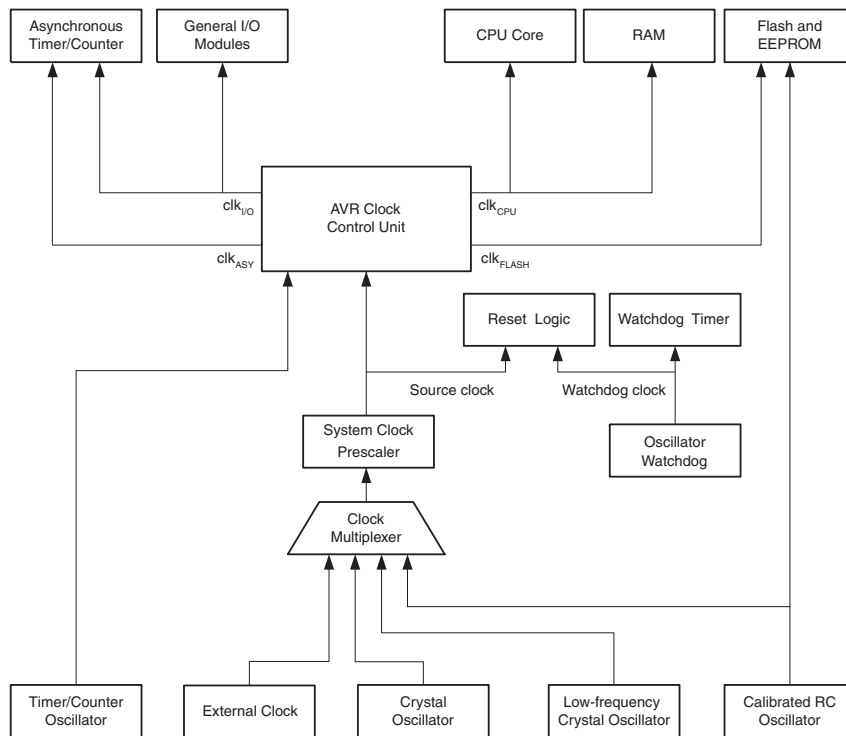 Asynchronous
Timer/Counter
General I/O
Modules
CPU Core
RAM
Flash and
EEPROM
clkI/O
AVR Clock
Control Unit
clkCPU
clkASY
clkFLASH
Reset Logic
Watchdog Timer
Source clock
Watchdog clock
System Clock
Prescaler
Oscillator
Watchdog
Clock
Multiplexer
Timer/Counter
Oscillator
External Clock
Crystal
Oscillator
Low-frequency
Crystal Oscillator
Calibrated RC
Oscillator